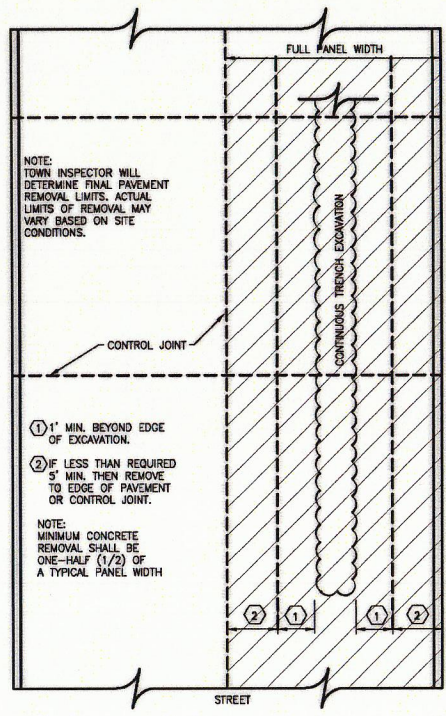 FULL PANEL WIDTH
NOTE:
TOWN INSPECTOR WILL
DETERMINE FINAL PAVEMENT
REMOVAL LIMITS. ACTUAL
LIMITS OF REMOVAL MAY
VARY BASED ON SITE
CONDITIONS.
CONTINUOUS TRENCH EXCAVATION
CONTROL JOINT
1 1' MIN. BEYOND EDGE
OF EXCAVATION.
2 IF LESS THAN REQUIRED
5' MIN. THEN REMOVE
TO EDGE OF PAVEMENT
OR CONTROL JOINT.
NOTE:
MINIMUM CONCRETE
REMOVAL SHALL BE
ONE-HALF (1/2) OF
A TYPICAL PANEL WIDTH
2 1 1 2
STREET